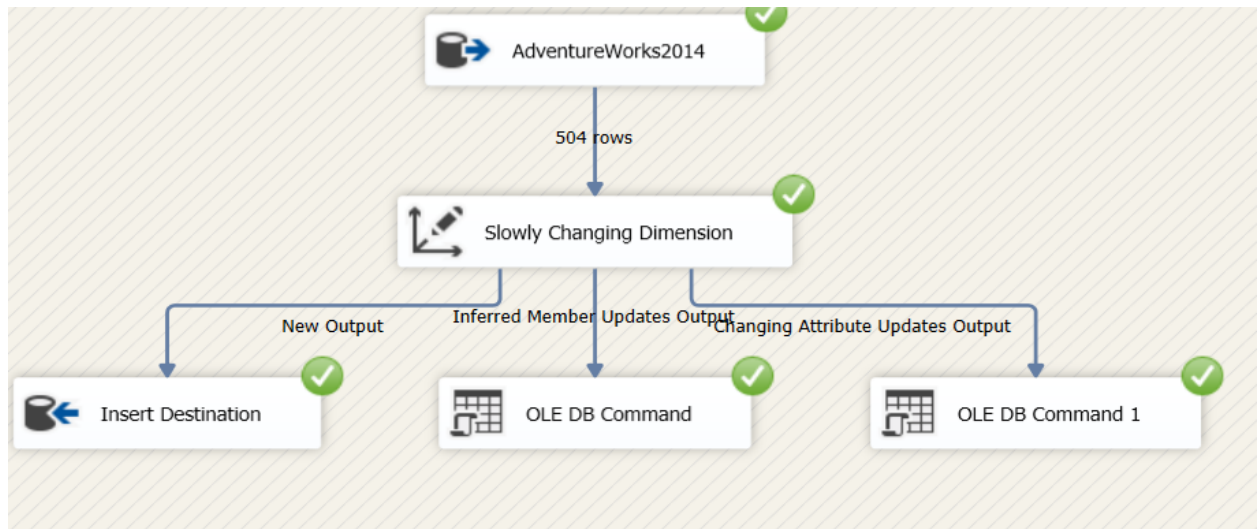 AdventureWorks2014
504 rows
Slowly Changing Dimension
New Output
Inferred Member Updates Output
Changing Attribute Updates Output
Insert Destination
OLE DB Command
OLE DB Command 1